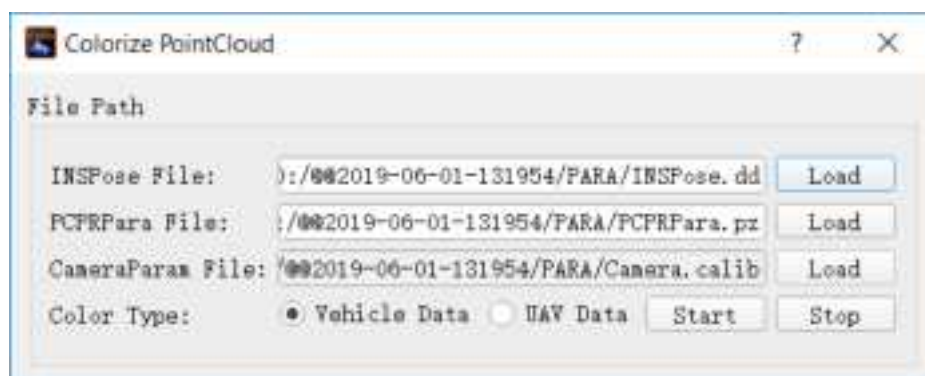 Colorize PointCloud ? ×
File Path
INSPose File: ):/@@2019-06-01-131954/PARA/INSPose.dd Load
PCPRPara File: :/@@2019-06-01-131954/PARA/PCPRPara.pz Load
CameraParam File: /@@2019-06-01-131954/PARA/Camera.calib Load
Color Type: Vehicle Data UAV Data Start Stop